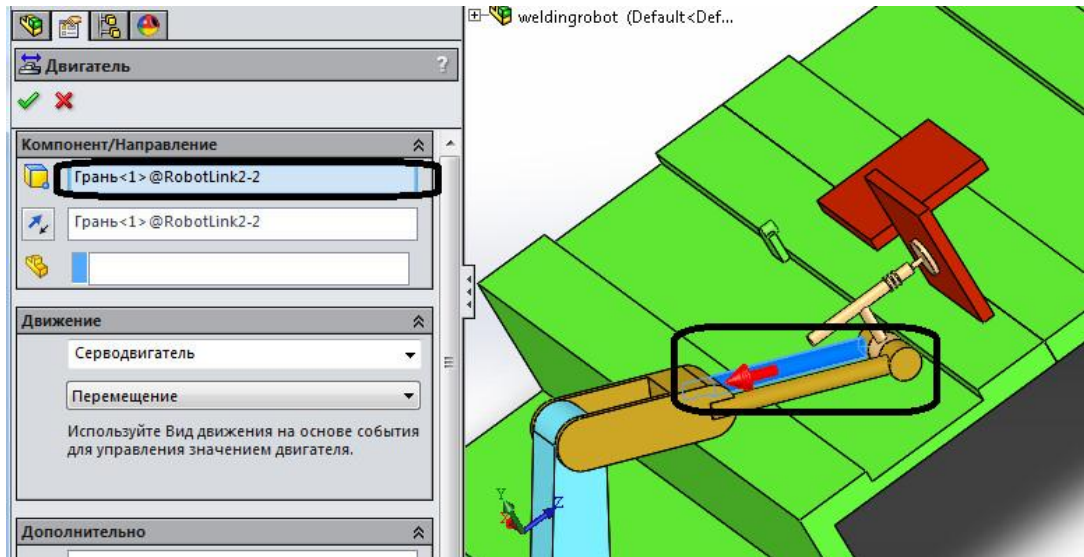 weldingrobot (Default<Def...
Двигатель
?
Компонент/Направление
Грань<1>@RobotLink2-2
Грань<1>@RobotLink2-2
Движение
Серводвигатель
Перемещение
Используйте Вид движения на основе события
для управления значением двигателя.
Дополнительно
Y
Z
X